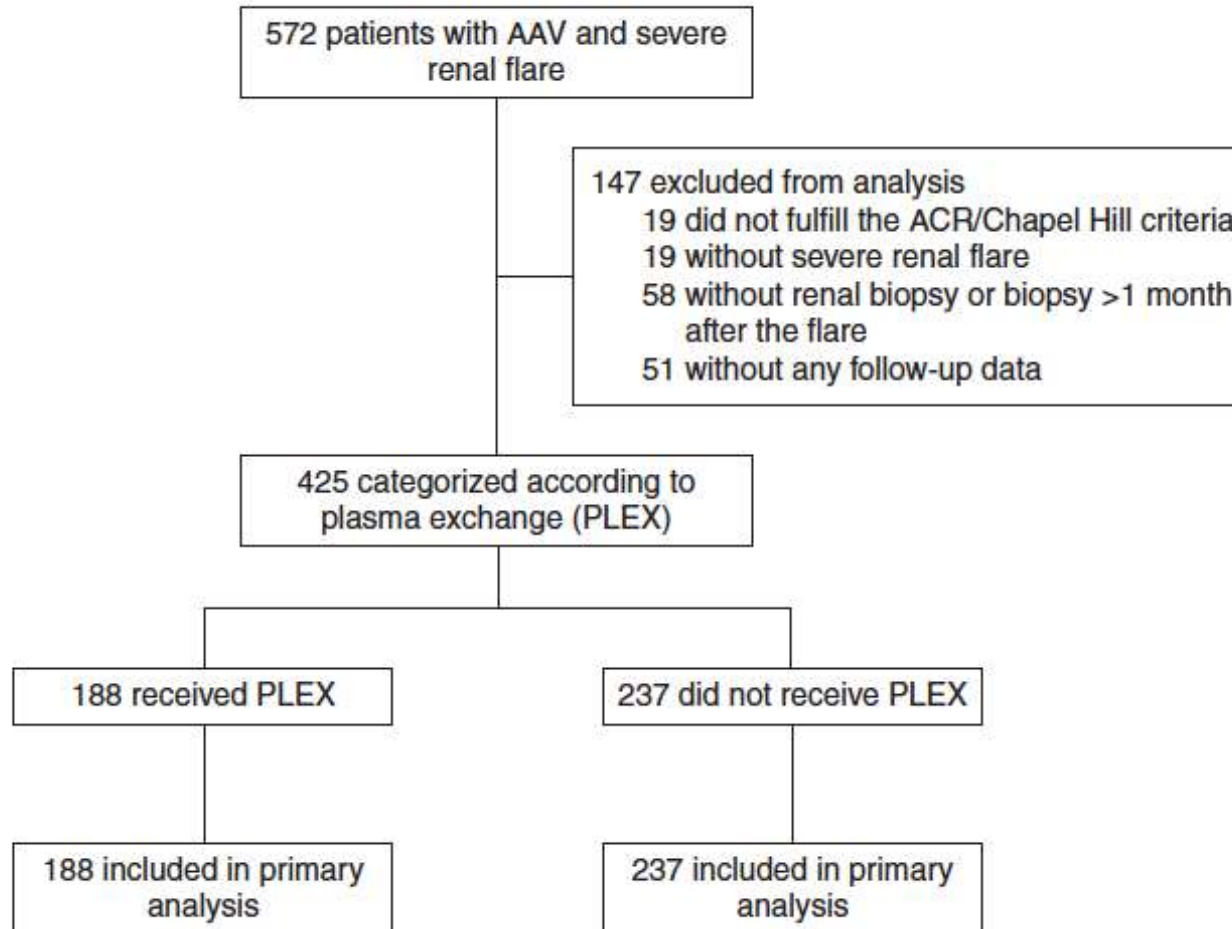 572 patients with AAV and severe
renal flare
147 excluded from analysis
19 did not fulfill the ACR/Chapel Hill criteria
19 without severe renal flare
58 without renal biopsy or biopsy >1 month
after the flare
51 without any follow-up data
425 categorized according to
plasma exchange (PLEX)
188 received PLEX
237 did not receive PLEX
188 included in primary
analysis
237 included in primary
analysis